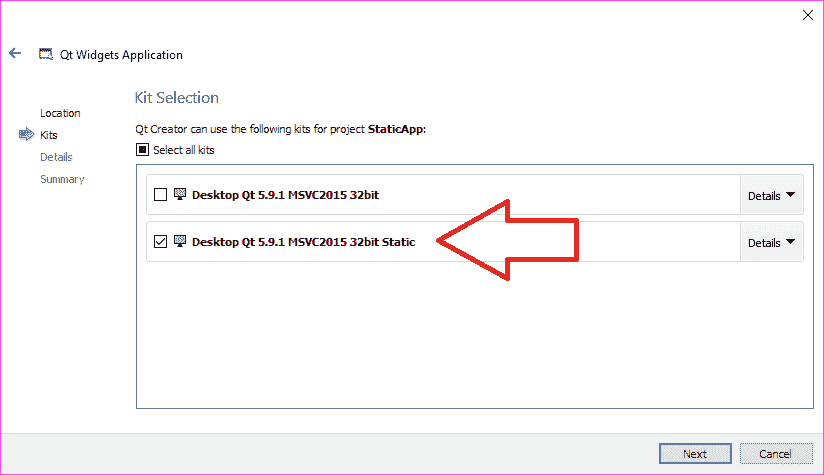 Qt Widgets Application
Location
Kits
Details
Summary
Kit Selection
Qt Creator can use the following kits for project StaticApp:
Select all kits
Desktop Qt 5.9.1 MSVC2015 32bit
Details
Desktop Qt 5.9.1 MSVC2015 32bit Static
Details
Next
Cancel